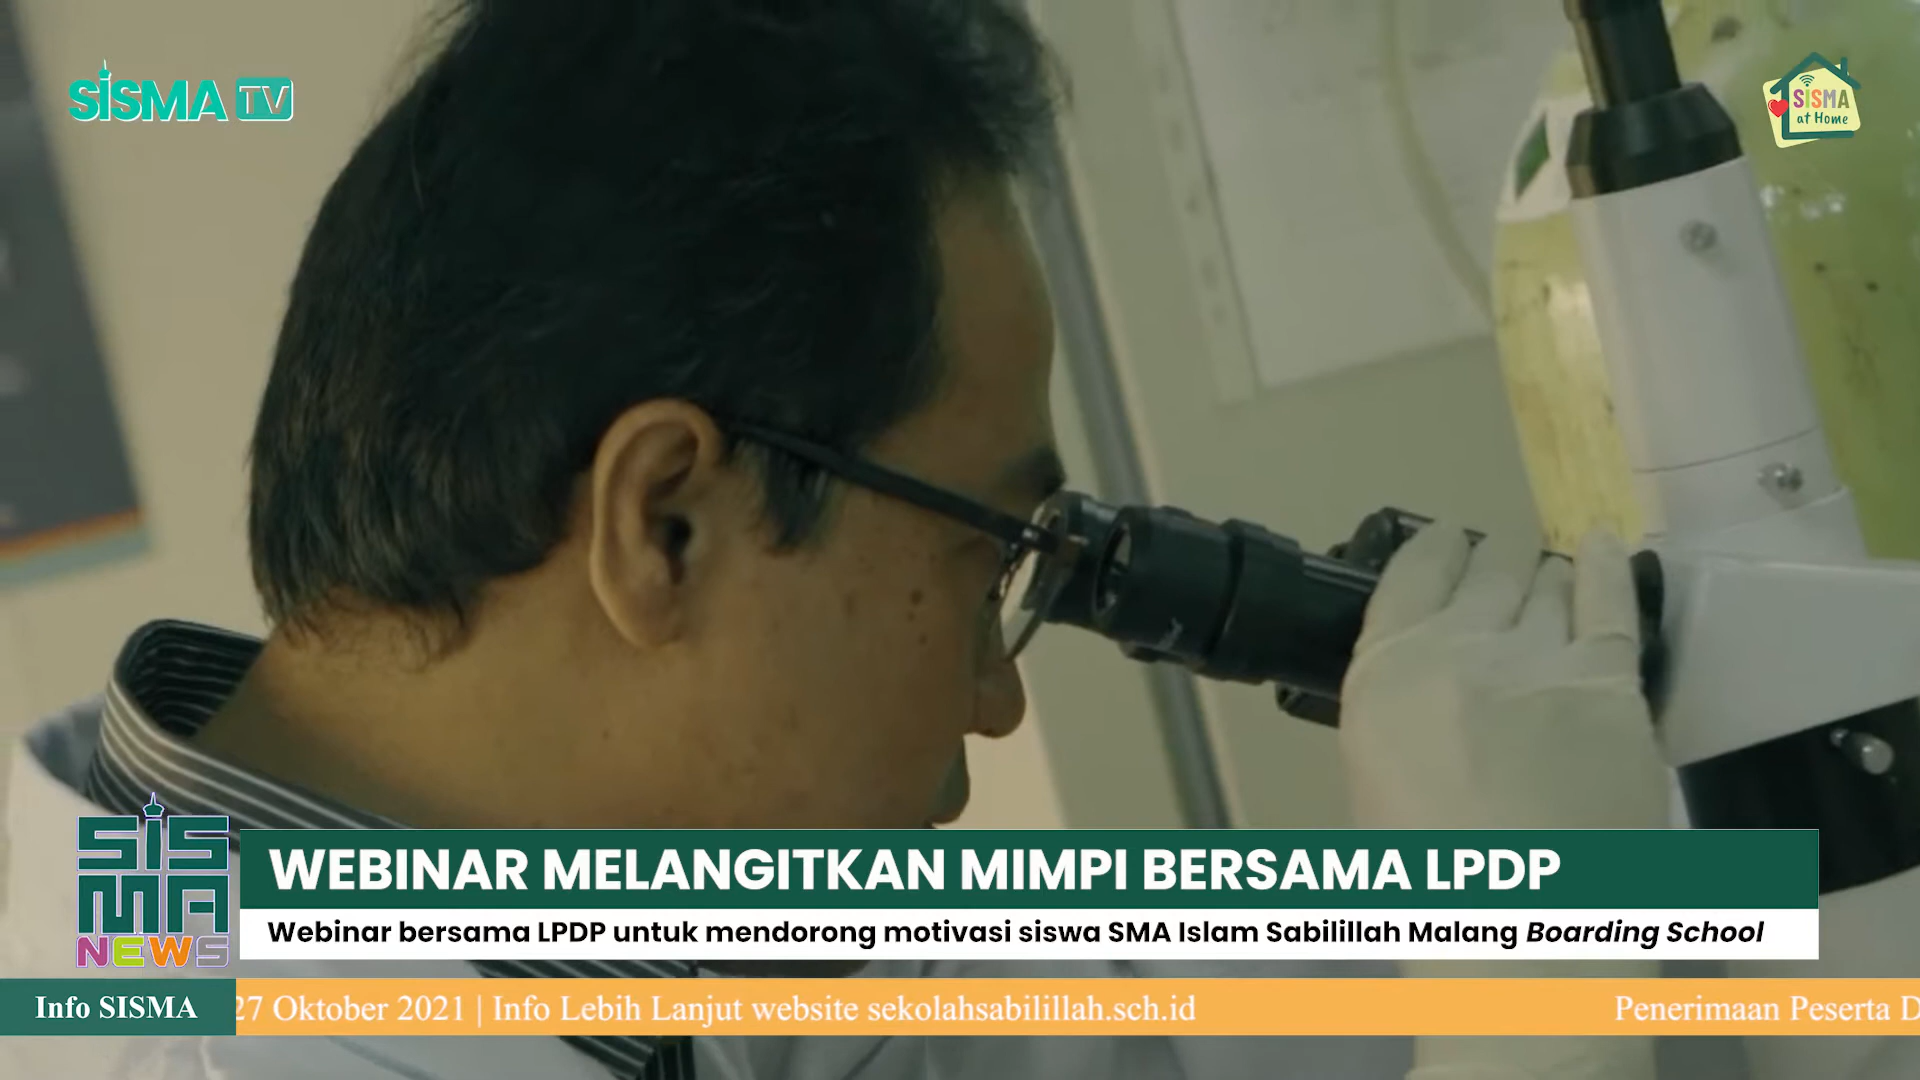 SISMA TV
SISMA
at Home
SISMA
NEWS
WEBINAR MELANGITKAN MIMPI BERSAMA LPDP
Webinar bersama LPDP untuk mendorong motivasi siswa SMA Islam Sabilillah Malang Boarding School
Info SISMA
27 Oktober 2021 | Info Lebih Lanjut website sekolahsabilillah.sch.id
Penerimaan Peserta D